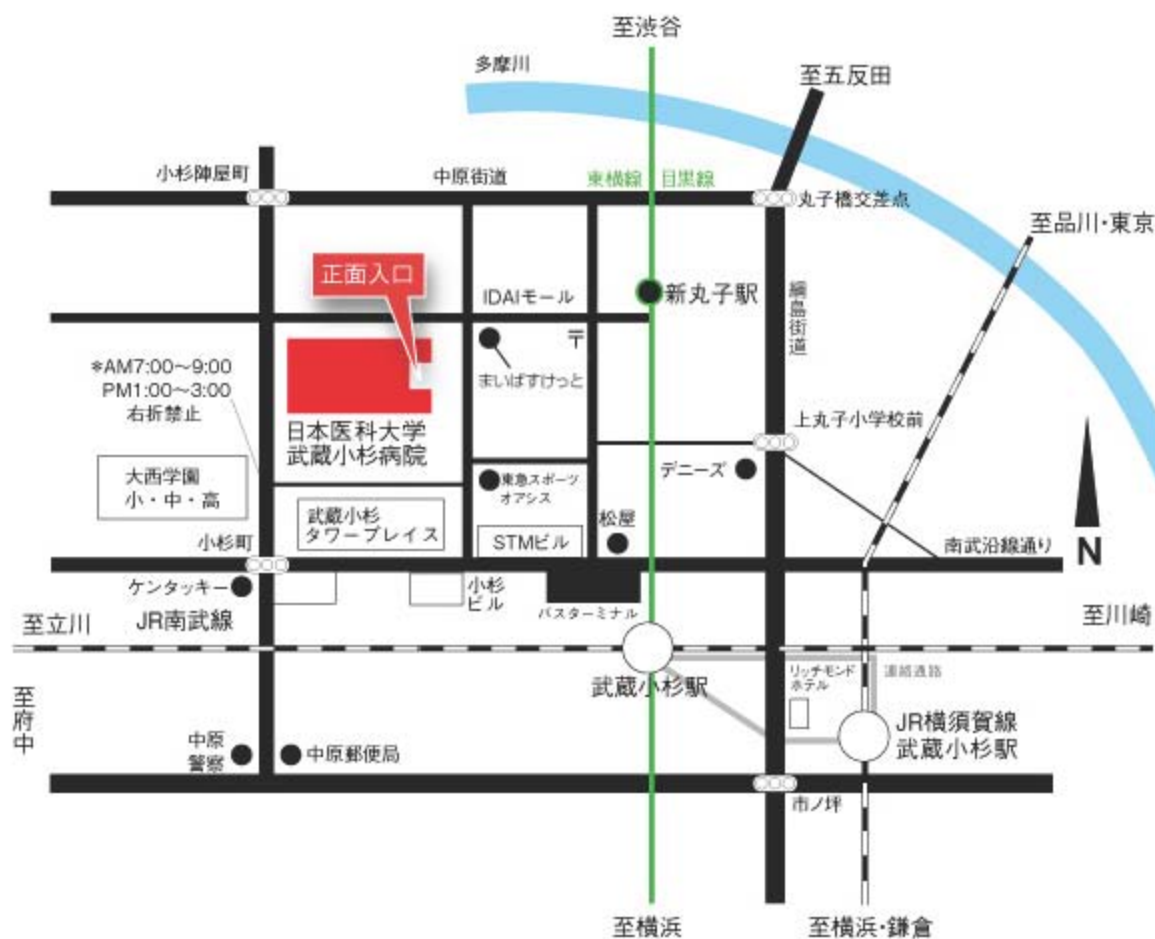 至渋谷
多摩川
至五反田
小杉陣屋町
中原街道
東横線
目黒線
丸子橋交差点
至品川・東京
正面入口
IDAIモール
新丸子駅
綱島街道
〒
まいばすけっと
*AM7:00〜9:00
PM1:00〜3:00
右折禁止
日本医科大学
武蔵小杉病院
上丸子小学校前
デニーズ
大西学園
小・中・高
東急スポーツ
オアシス
武蔵小杉
タワープレイス
松屋
STMビル
小杉町
南武沿線通り
N
ケンタッキー
小杉
ビル
バスターミナル
至立川
JR南武線
至川崎
武蔵小杉駅
リッチモンド
ホテル
連絡通路
至府中
JR横須賀線
武蔵小杉駅
中原
警察
中原郵便局
市ノ坪
至横浜
至横浜・鎌倉